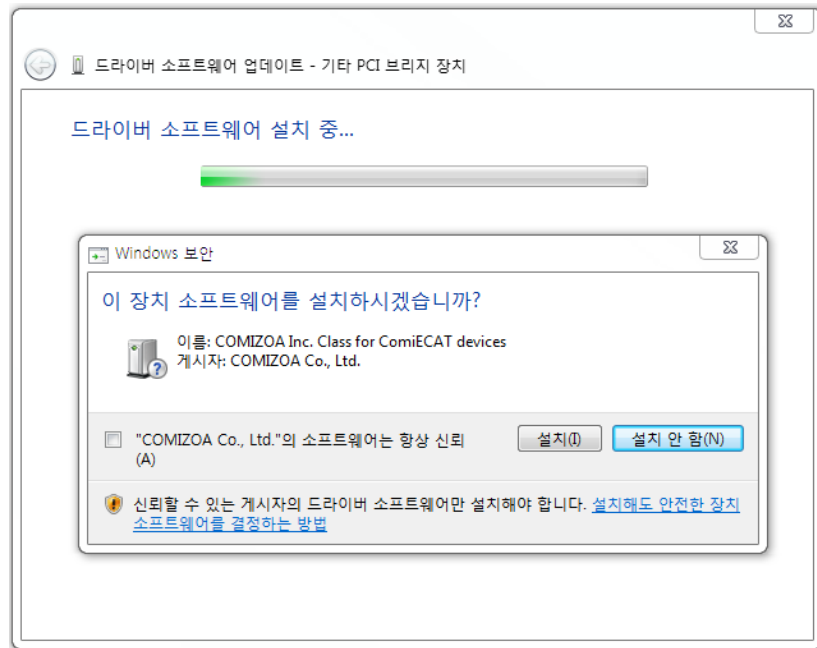 드라이버 소프트웨어 업데이트 - 기타 PCI 브리지 장치
드라이버 소프트웨어 설치 중...
Windows 보안
이 장치 소프트웨어를 설치하시겠습니까?
이름: COMIZOA Inc. Class for ComiECAT devices
게시자: COMIZOA Co., Ltd.
"COMIZOA Co., Ltd."의 소프트웨어는 항상 신뢰
(A)
설치(I)
설치 안 함(N)
신뢰할 수 있는 게시자의 드라이버 소프트웨어만 설치해야 합니다. 설치해도 안전한 장치
소프트웨어를 결정하는 방법